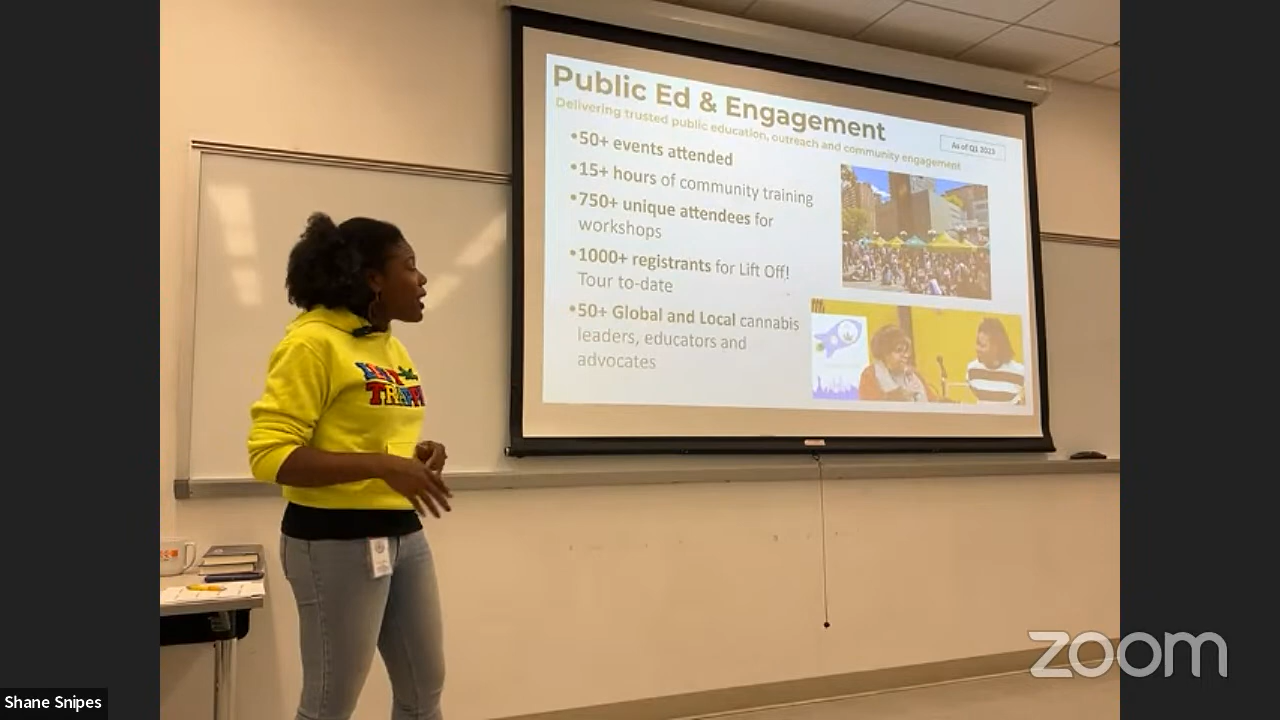 Public Ed & Engagement
Delivering trusted public education, outreach and community engagement
As of Q1 2023
•50+ events attended
•15+ hours of community training
•750+ unique attendees for
workshops
•1000+ registrants for Lift Off!
Tour to-date
•50+ Global and Local cannabis
leaders, educators and
advocates
zoom
Shane Snipes